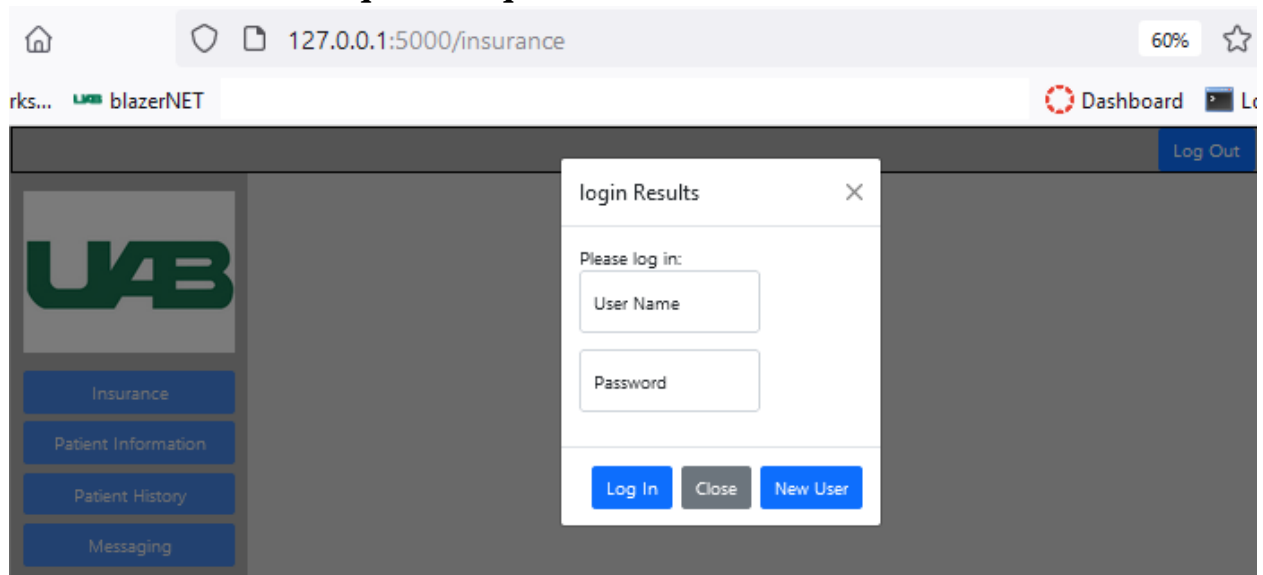 127.0.0.1:5000/insurance 60%
rks... UAB blazerNET Dashboard
Log Out
login Results
Please log in:
UAB
User Name
Password
Insurance
Patient Information
Log In Close New User
Patient History
Messaging